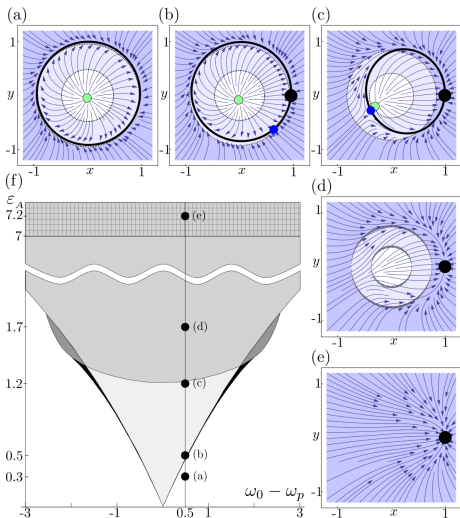 (a)
(b)
(c)
1
y
-1
-1
x
1
1
y
-1
-1
x
1
1
y
-1
-1
x
1
(f)
ε_A
7.2
7
1.7
1.2
0.5
0.3
(e)
(d)
(c)
(b)
(a)
-3
-1
0.5
1
3
ω₀ − ωₚ
(d)
1
y
-1
-1
x
1
(e)
1
y
-1
-1
x
1